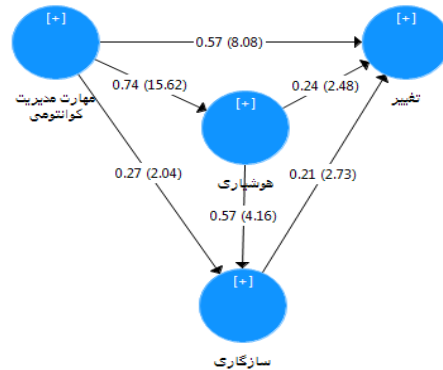 [+]
[+]
0.57 (8.08)
مهارت مدیریت
کوانتومی
تغییر
0.74 (15.62)
0.24 (2.48)
[+]
هوشیاری
0.27 (2.04)
0.21 (2.73)
0.57 (4.16)
[+]
سازگاری